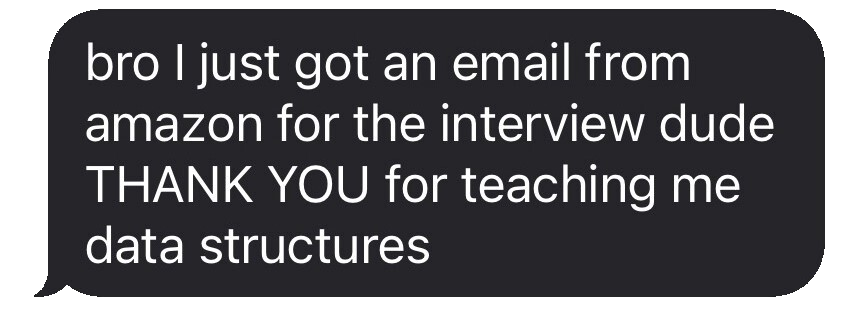 bro I just got an email from
amazon for the interview dude
THANK YOU for teaching me
data structures